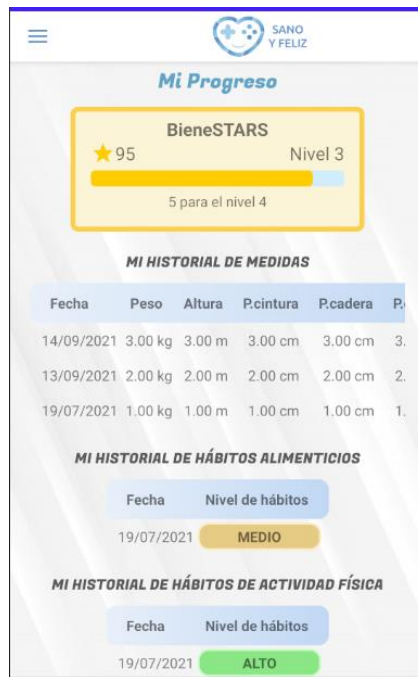 SANO
Y FELIZ
Mi Progreso
BieneSTARS
95 Nivel 3
5 para el nivel 4
MI HISTORIAL DE MEDIDAS
Fecha Peso Altura P.cintura P.cadera P.
14/09/2021 3.00 kg 3.00 m 3.00 cm 3.00 cm 3.
13/09/2021 2.00 kg 2.00 m 2.00 cm 2.00 cm 2.
19/07/2021 1.00 kg 1.00 m 1.00 cm 1.00 cm 1.
MI HISTORIAL DE HÁBITOS ALIMENTICIOS
Fecha Nivel de hábitos
19/07/2021 MEDIO
MI HISTORIAL DE HÁBITOS DE ACTIVIDAD FÍSICA
Fecha Nivel de hábitos
19/07/2021 ALTO